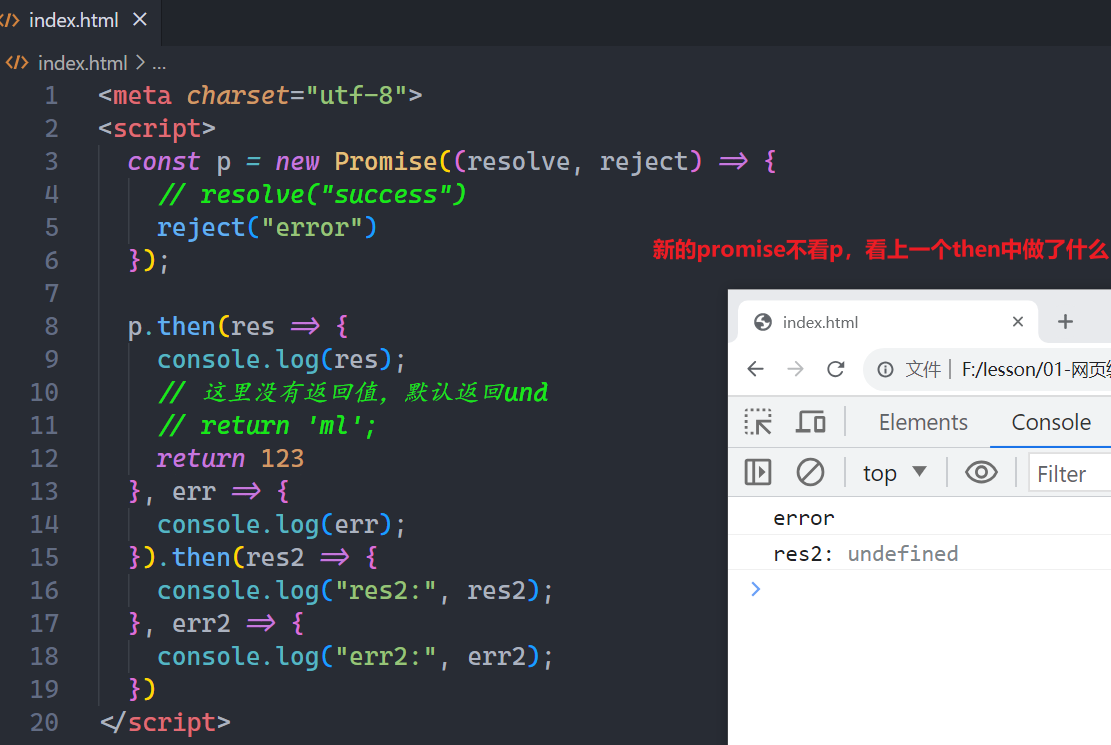 index.html
index.html > ...
1 <meta charset="utf-8">
2 <script>
3 const p = new Promise((resolve, reject) => {
4 // resolve("success")
5 reject("error")
6 });
7
8 p.then(res => {
9 console.log(res);
10 // 这里没有返回值，默认返回und
11 // return 'ml';
12 return 123
13 }, err => {
14 console.log(err);
15 }).then(res2 => {
16 console.log("res2:", res2);
17 }, err2 => {
18 console.log("err2:", err2);
19 })
20 </script>
新的promise不看p，看上一个then中做了什么
index.html
文件 | F:/lesson/01-网页
Elements Console
top Filter
error
res2: undefined
>